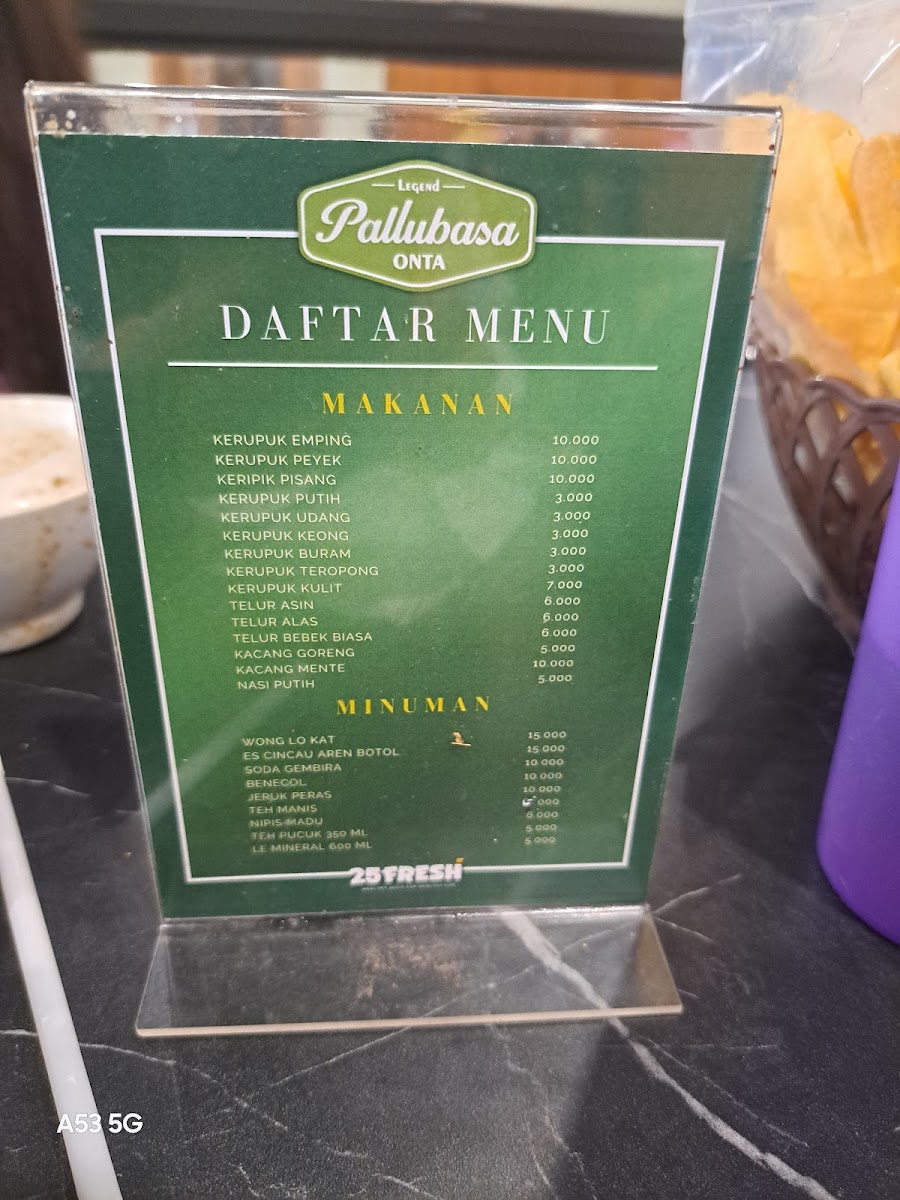 LEGEND
Pallubasa
ONTA
DAFTAR MENU
MAKANAN
KERUPUK EMPING 10.000
KERUPUK PEYEK 10.000
KERIPIK PISANG 10.000
KERUPUK PUTIH 3.000
KERUPUK UDANG 3.000
KERUPUK KEONG 3.000
KERUPUK BURAM 3.000
KERUPUK TEROPONG 3.000
KERUPUK KULIT 7.000
TELUR ASIN 6.000
TELUR ALAS 6.000
TELUR BEBEK BIASA 6.000
KACANG GORENG 5.000
KACANG MENTE 10.000
NASI PUTIH 5.000
MINUMAN
WONG LO KAT 15.000
ES CINCAU AREN BOTOL 15.000
SODA GEMBIRA 10.000
BENECOL 10.000
JERUK PERAS 10.000
TEH MANIS
NIPIS MADU 6.000
TEH PUCUK 350 ML 5.000
LE MINERAL 600 ML 5.000
25 FRESH
A53 5G